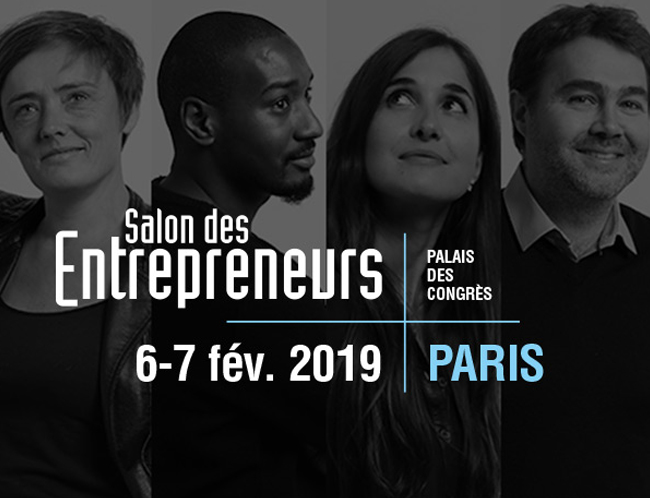 Salon des
Entrepreneurs
PALAIS
DES
CONGRÈS
6-7 fév. 2019
PARIS